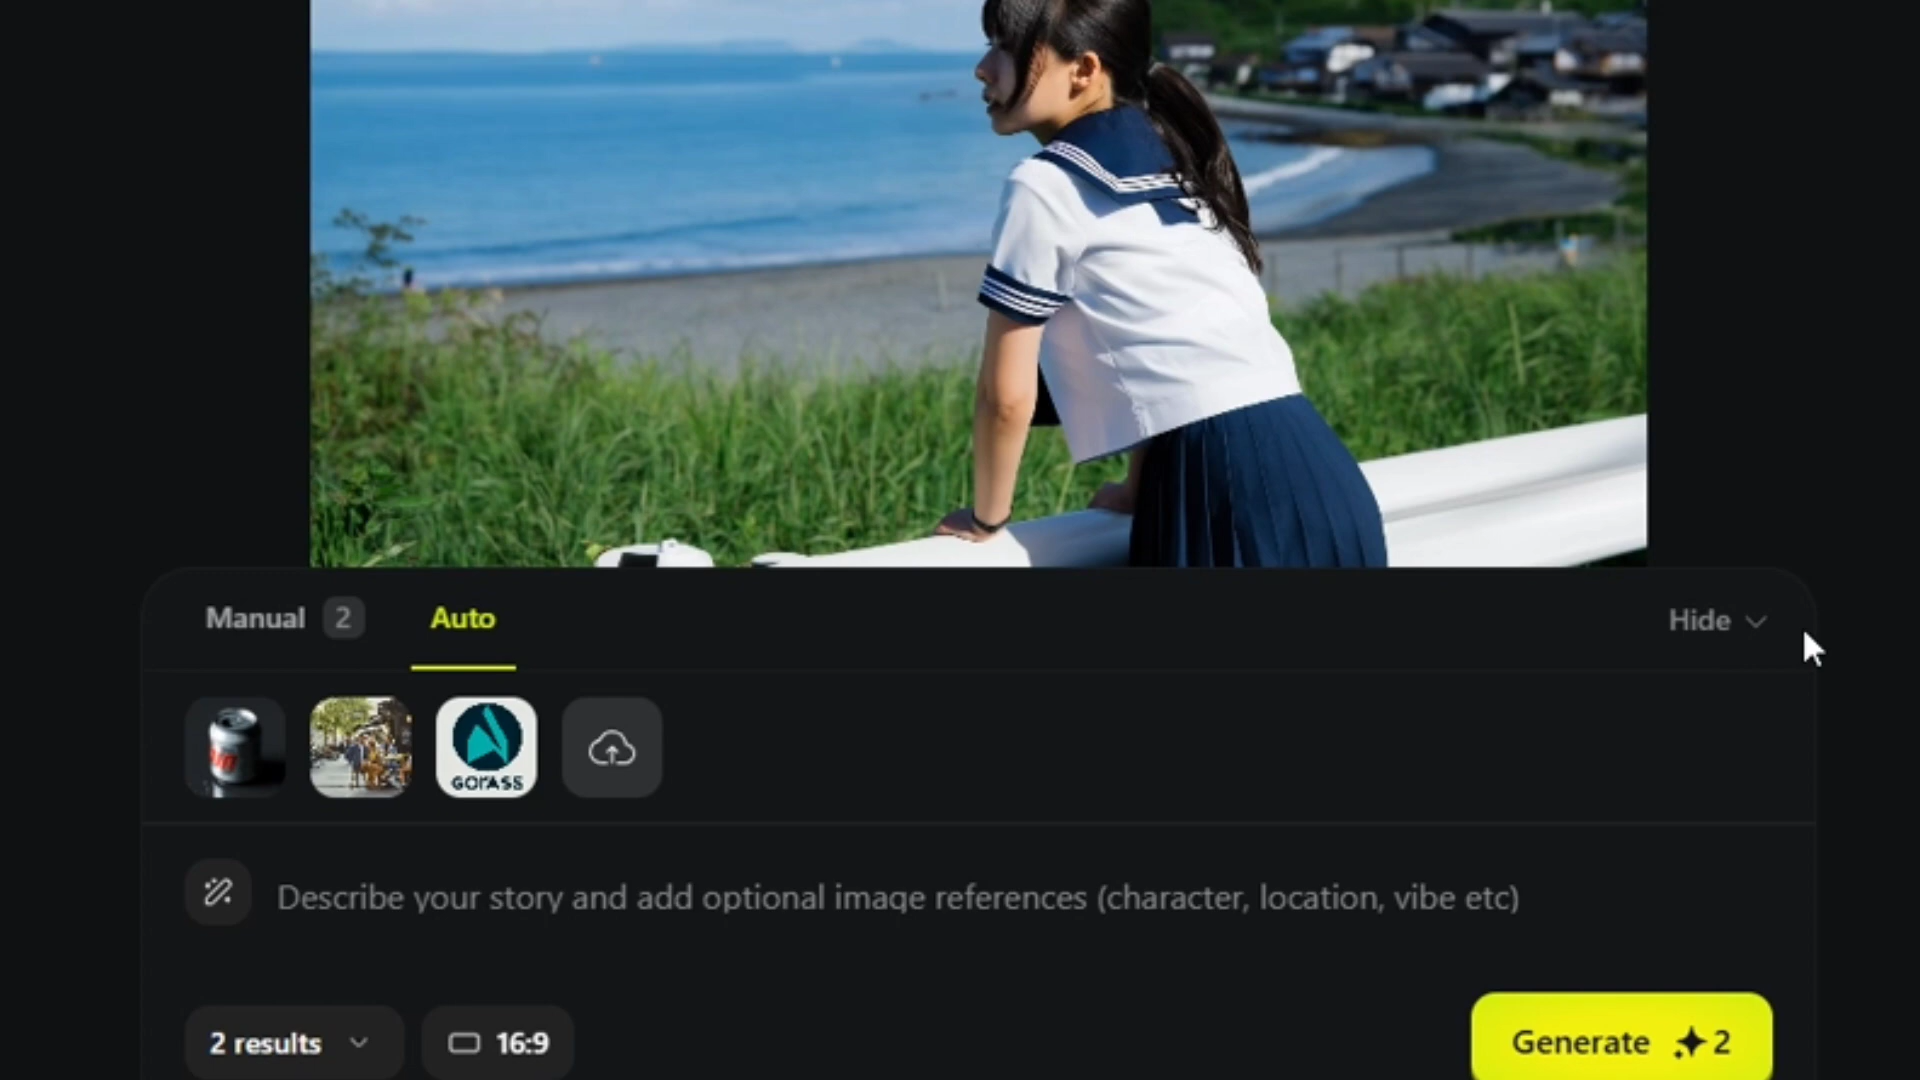 Manual 2 Auto Hide
GOPASS
Describe your story and add optional image references (character, location, vibe etc)
2 results 16:9 Generate 2